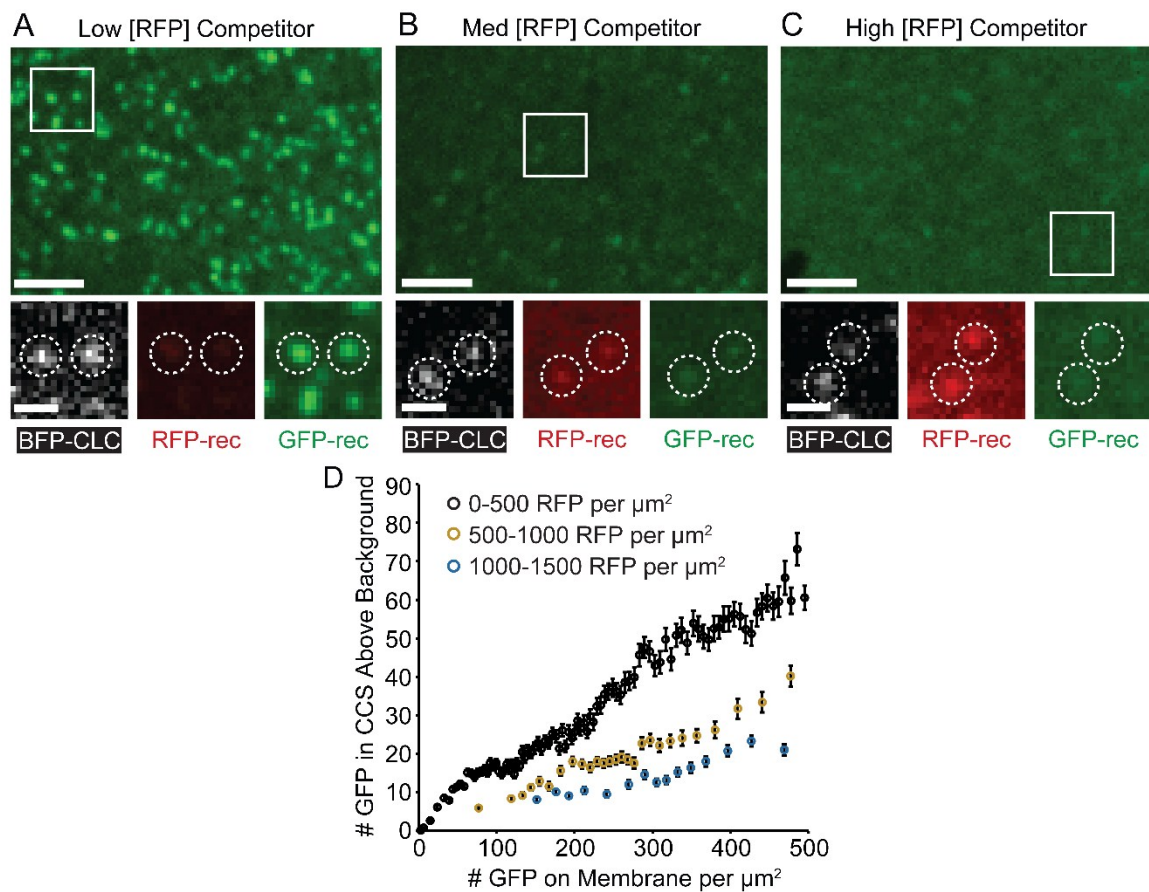 A Low [RFP] Competitor
B Med [RFP] Competitor
C High [RFP] Competitor
BFP-CLC RFP-rec GFP-rec
BFP-CLC RFP-rec GFP-rec
BFP-CLC RFP-rec GFP-rec
D
0-500 RFP per µm²
500-1000 RFP per µm²
1000-1500 RFP per µm²
# GFP in CCS Above Background
90
80
70
60
50
40
30
20
10
0
0 100 200 300 400 500
# GFP on Membrane per µm²